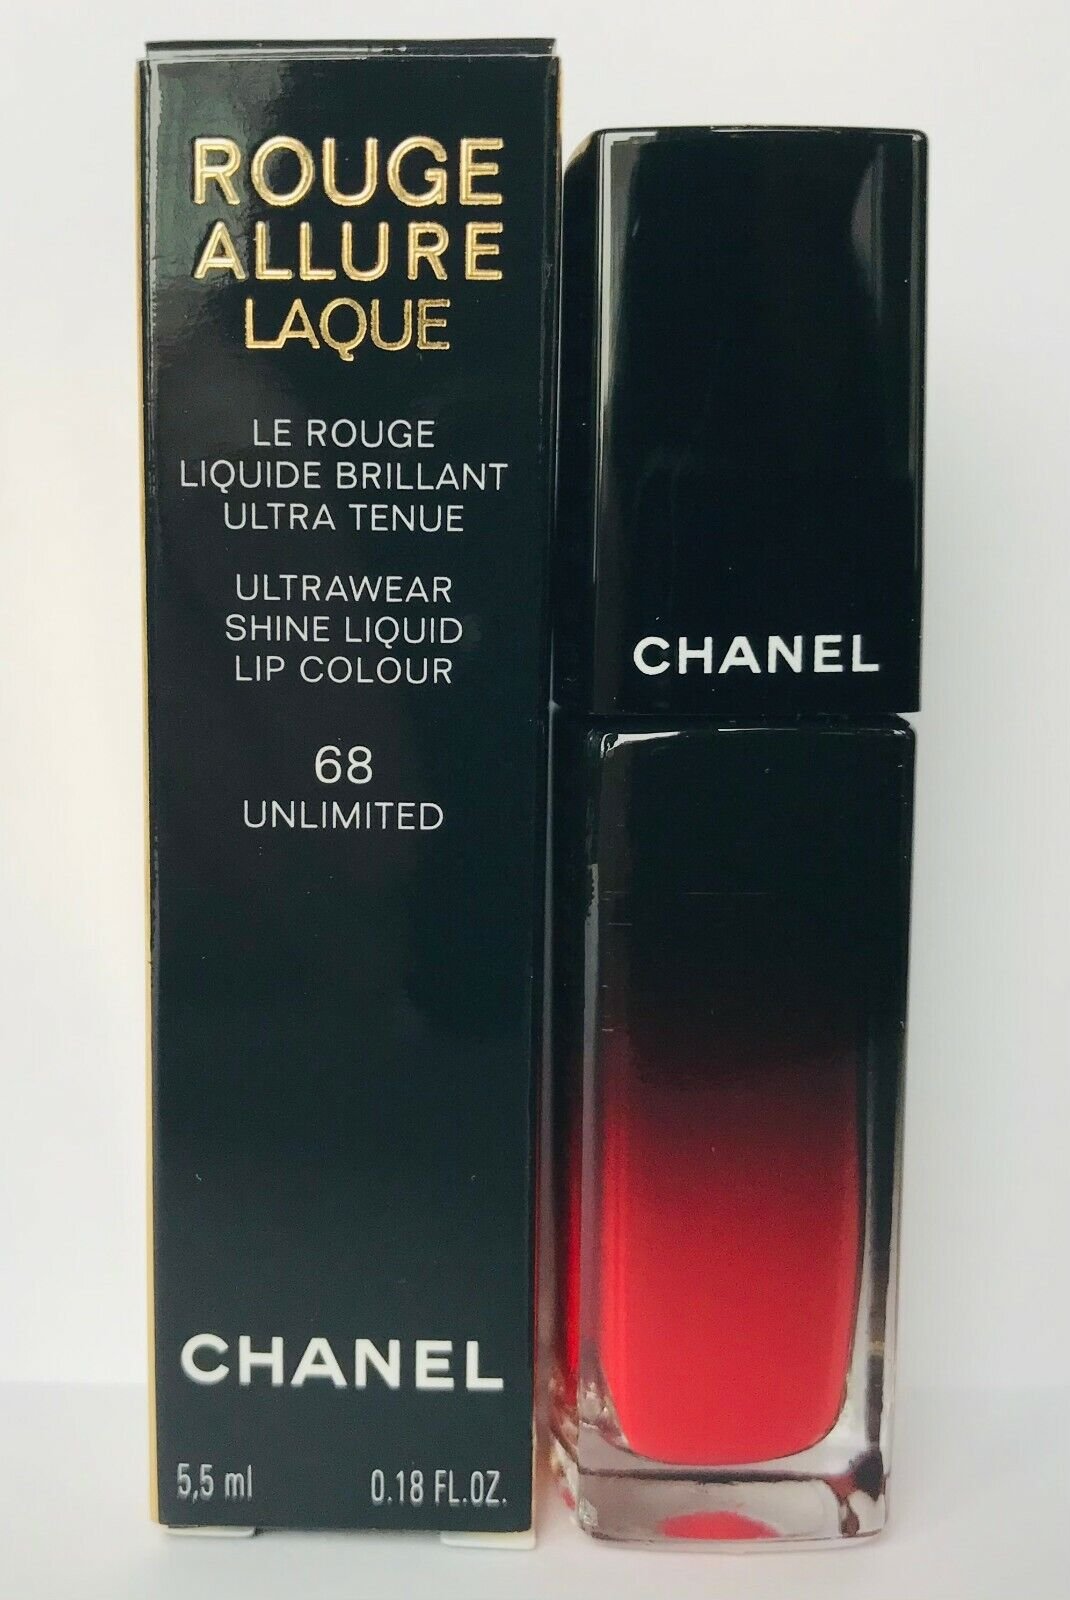 ROUGE
ALLURE
LAQUE
LE ROUGE
LIQUIDE BRILLANT
ULTRA TENUE
ULTRAWEAR
SHINE LIQUID
LIP COLOUR
68
UNLIMITED
CHANEL
5,5 ml 0.18 FL.OZ.
CHANEL